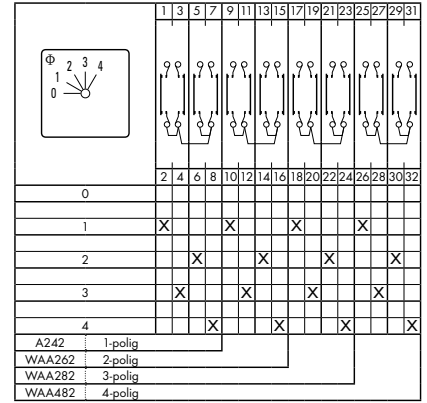 1 3 5 7 9 11 13 15 17 19 21 23 25 27 29 31
Φ
0 1 2 3 4
2 4 6 8 10 12 14 16 18 20 22 24 26 28 30 32
0
1 X X X X
2 X X X X
3 X X X X
4 X X X X
A242 1-polig
WAA262 2-polig
WAA282 3-polig
WAA482 4-polig